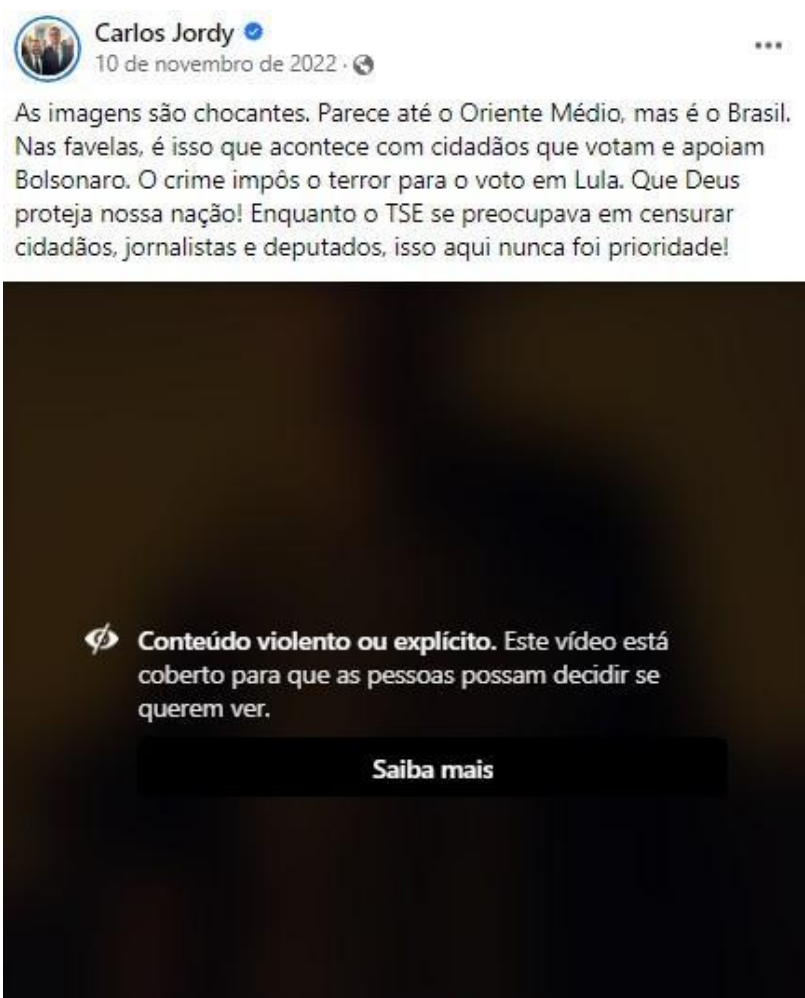 Carlos Jordy
10 de novembro de 2022 ·
As imagens são chocantes. Parece até o Oriente Médio, mas é o Brasil.
Nas favelas, é isso que acontece com cidadãos que votam e apoiam
Bolsonaro. O crime impôs o terror para o voto em Lula. Que Deus
proteja nossa nação! Enquanto o TSE se preocupava em censurar
cidadãos, jornalistas e deputados, isso aqui nunca foi prioridade!
Conteúdo violento ou explícito. Este vídeo está
coberto para que as pessoas possam decidir se
querem ver.
Saiba mais